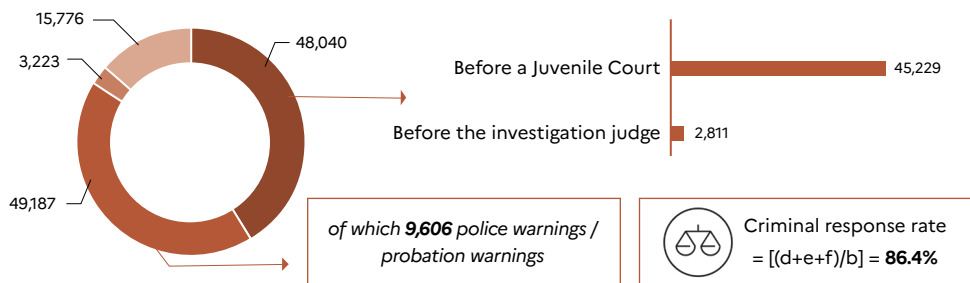 15,776
48,040
3,223
49,187
Before a Juvenile Court
45,229
Before the investigation judge
2,811
of which 9,606 police warnings /
probation warnings
Criminal response rate
= [(d+e+f)/b] = 86.4%